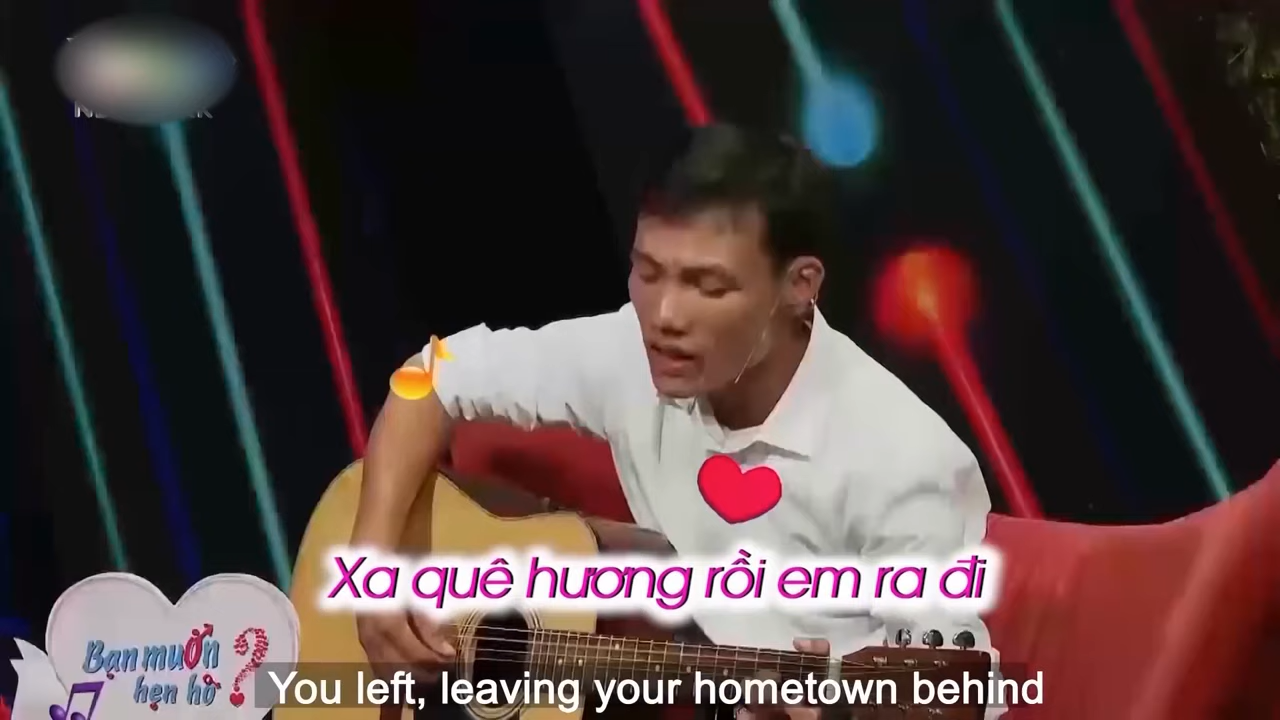 Xa quê hương rồi em ra đi
Bạn muốn
hẹn hò
?
You left, leaving your hometown behind